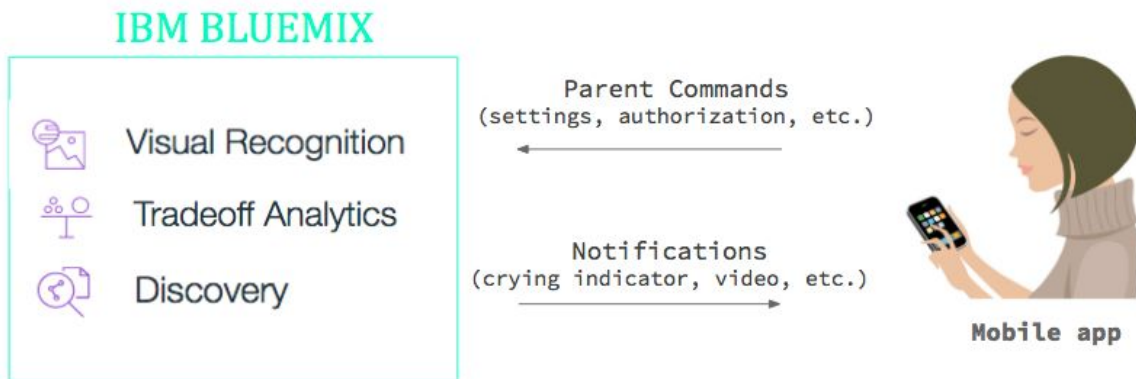 IBM BLUEMIX
Visual Recognition
Tradeoff Analytics
Discovery
Parent Commands
(settings, authorization, etc.)
Notifications
(crying indicator, video, etc.)
Mobile app